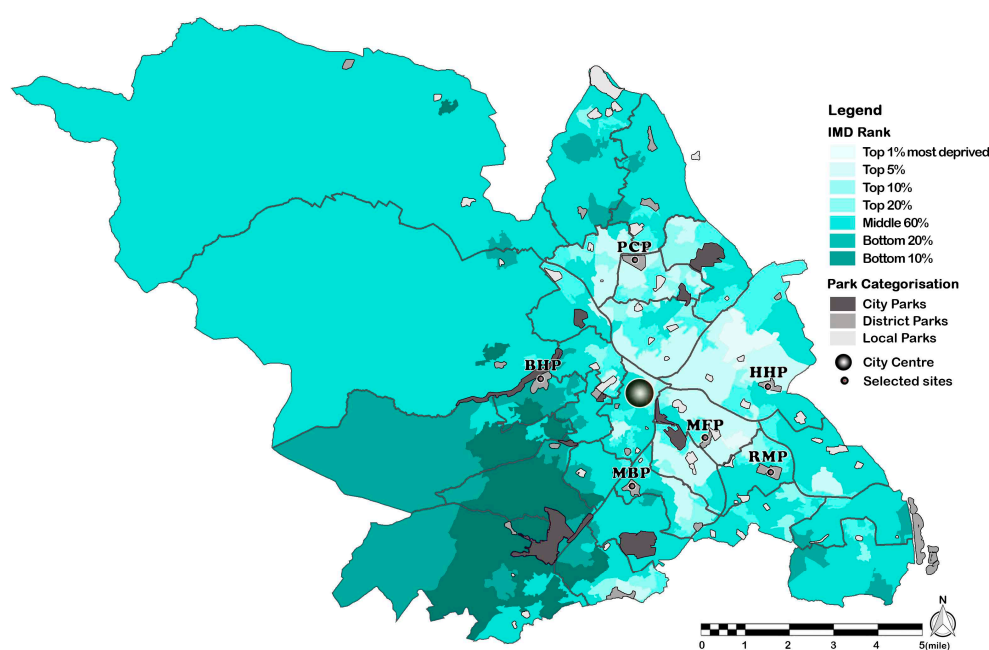 Legend
IMD Rank
Top 1% most deprived
Top 5%
Top 10%
Top 20%
Middle 60%
Bottom 20%
Bottom 10%
Park Categorisation
City Parks
District Parks
Local Parks
City Centre
Selected sites
PCP
BHP
HHP
MFP
MBP
RMP
N
0 1 2 3 4 5(mile)